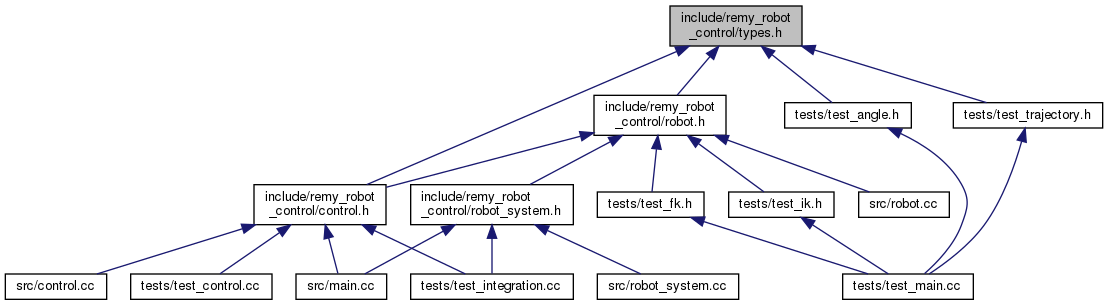 include/remy_robot
_control/types.h
include/remy_robot
_control/robot.h
tests/test_angle.h
tests/test_trajectory.h
include/remy_robot
_control/control.h
include/remy_robot
_control/robot_system.h
tests/test_fk.h
tests/test_ik.h
src/robot.cc
src/control.cc
tests/test_control.cc
src/main.cc
tests/test_integration.cc
src/robot_system.cc
tests/test_main.cc